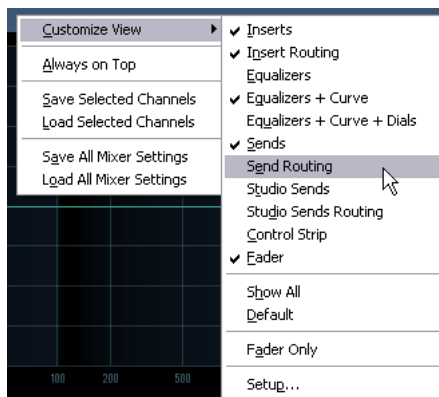 Customize View
Always on Top
Save Selected Channels
Load Selected Channels
Save All Mixer Settings
Load All Mixer Settings
Inserts
Insert Routing
Equalizers
Equalizers + Curve
Equalizers + Curve + Dials
Sends
Send Routing
Studio Sends
Studio Sends Routing
Control Strip
Fader
Show All
Default
Fader Only
Setup...
100 200 500